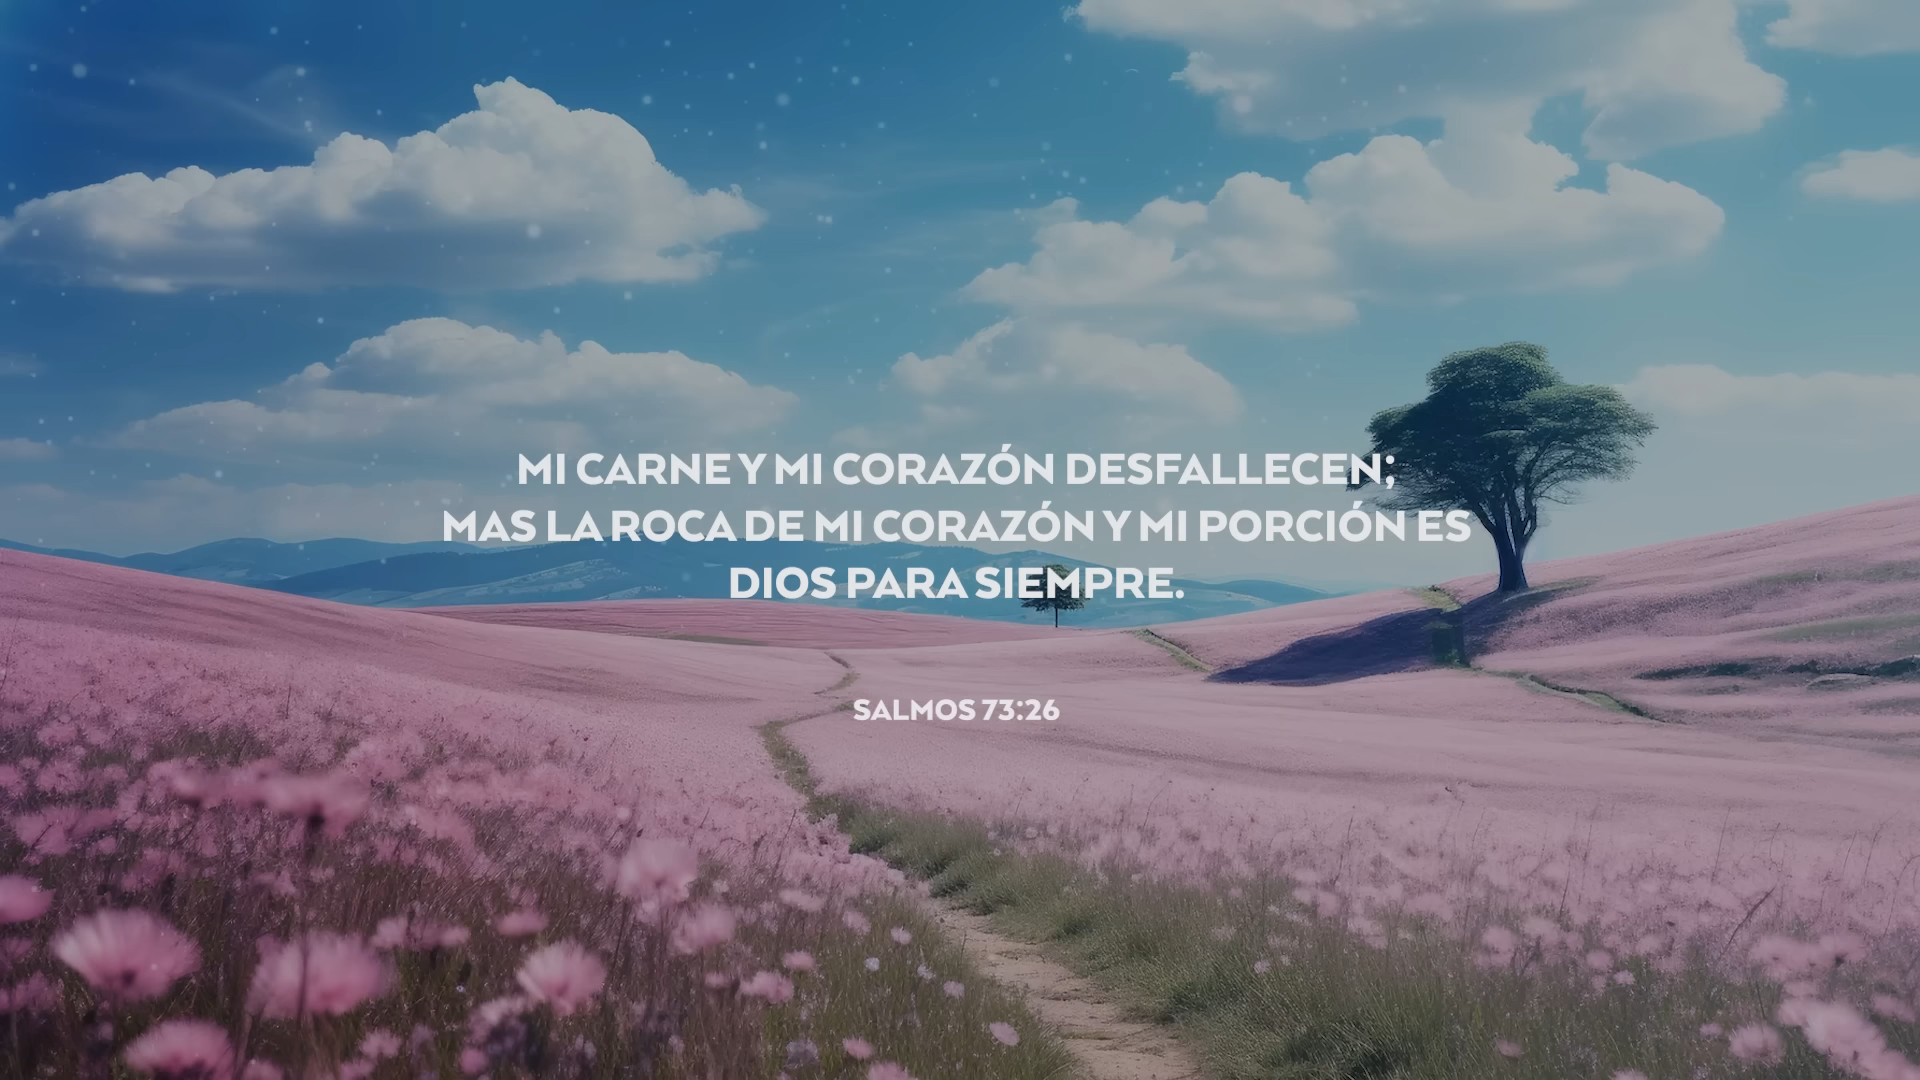 MI CARNE Y MI CORAZÓN DESFALLECEN;
MAS LA ROCA DE MI CORAZÓN Y MI PORCIÓN ES
DIOS PARA SIEMPRE.
SALMOS 73:26